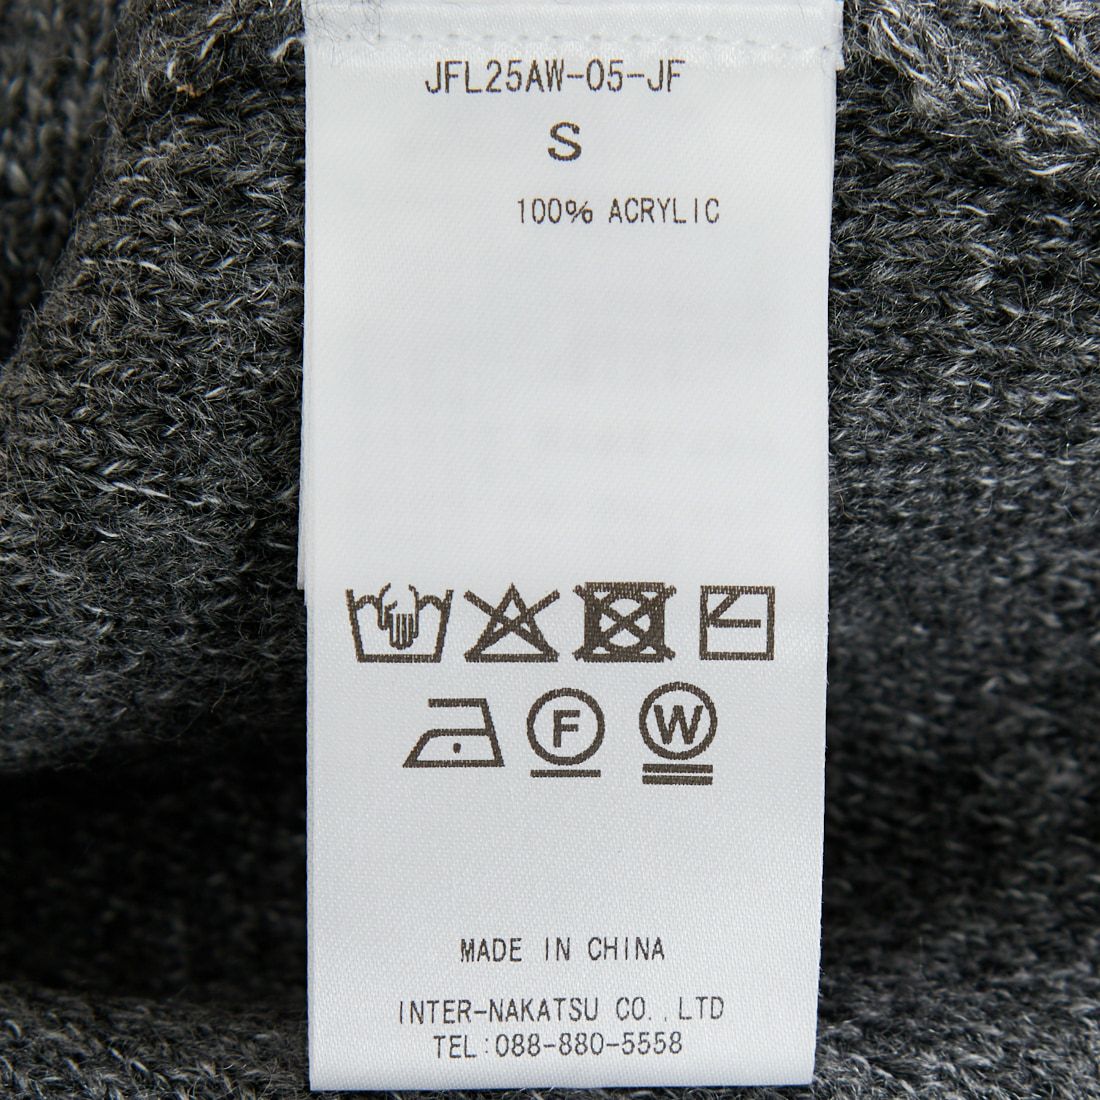 JFL25AW-05-JF
S
100% ACRYLIC
F W
MADE IN CHINA
INTER-NAKATSU CO.,LTD
TEL:088-880-5558